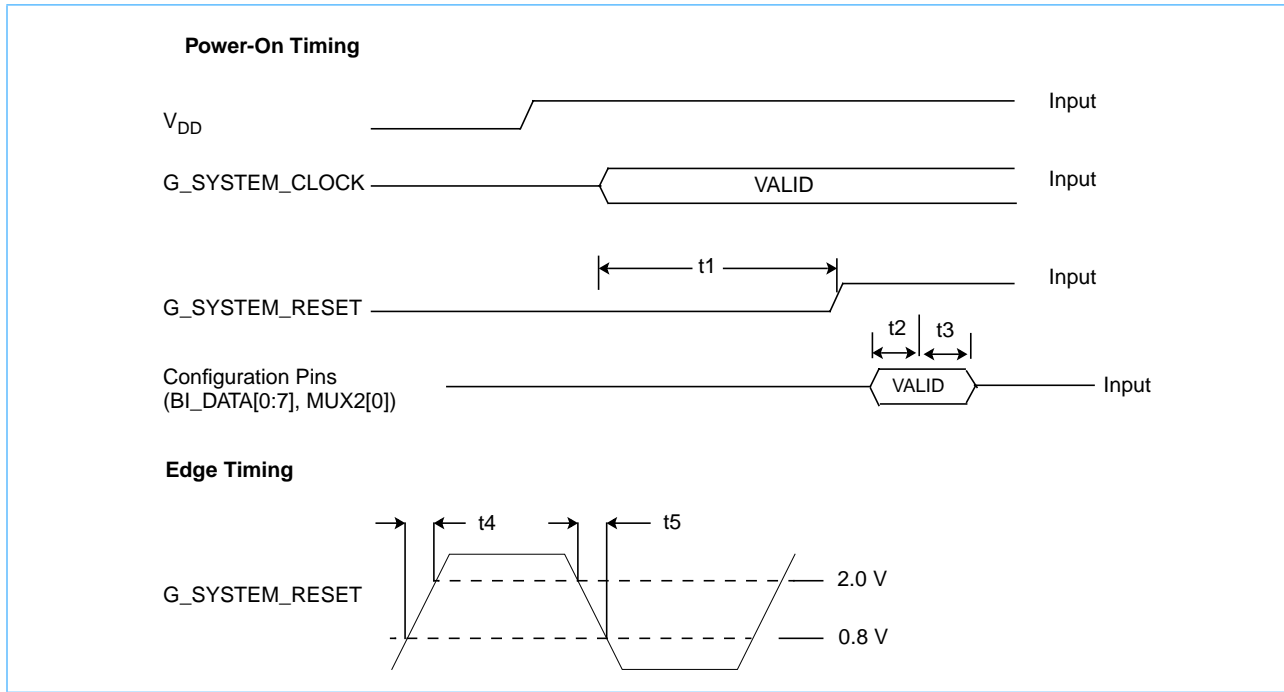 Power-On Timing
VDD
Input
G_SYSTEM_CLOCK
VALID
Input
t1
Input
G_SYSTEM_RESET
t2
t3
Configuration Pins
(BI_DATA[0:7], MUX2[0])
VALID
Input
Edge Timing
t4
t5
G_SYSTEM_RESET
2.0 V
0.8 V